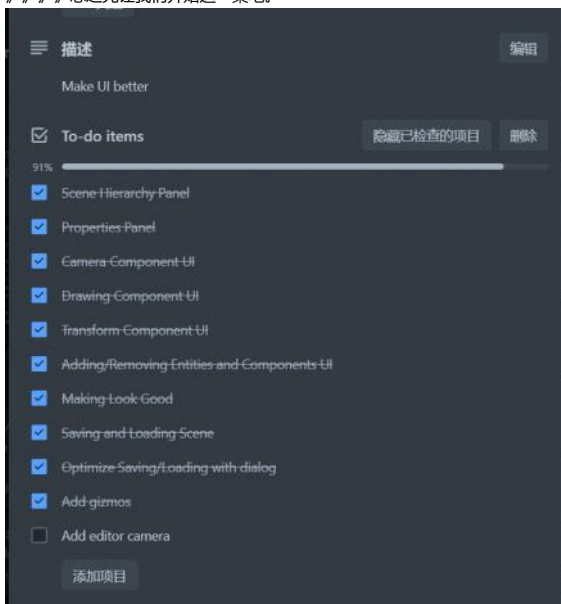 描述
编辑
Make UI better
To-do items
隐藏已检查的项目
删除
91%
Scene Hierarchy Panel
Properties Panel
Camera Component UI
Drawing Component UI
Transform Component UI
Adding/Removing Entities and Components UI
Making Look Good
Saving and Loading Scene
Optimize Saving/Loading with dialog
Add gizmos
Add editor camera
添加项目